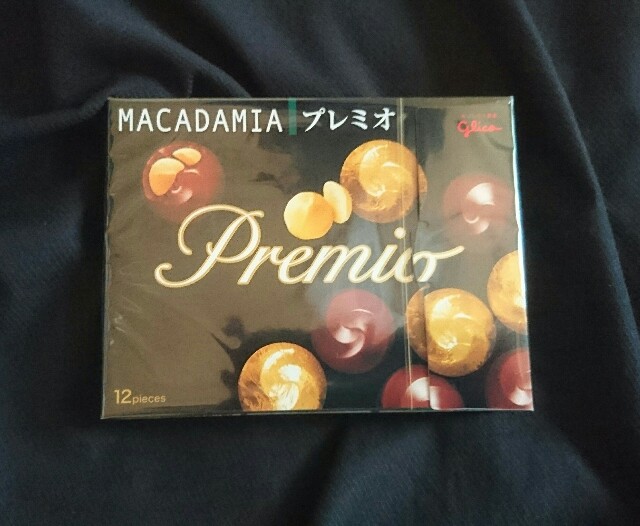 MACADAMIA | プレミオ
glico
Premio
12pieces